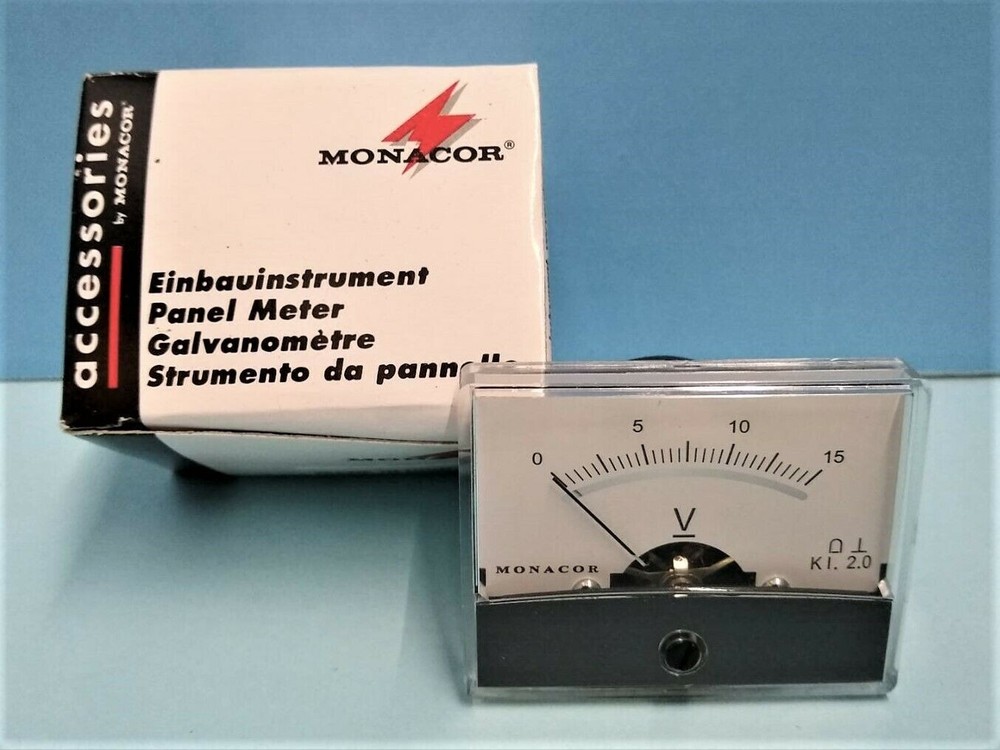 accessories
by MONACOR®
MONACOR®
Einbauinstrument
Panel Meter
Galvanomètre
Strumento da
0 5 10 15
V
MONACOR
Kl. 2.0